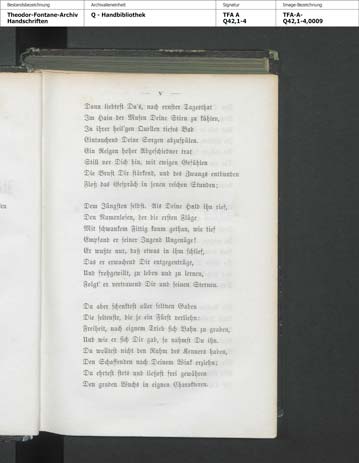 Bestandsbezeichnung
Archivalieneinheit
Signatur
Image-Bezeichnung
Theodor-Fontane-Archiv
Handschriften
Q - Handbibliothek
TFA A
Q42,1-4
TFA-A-
Q42,1-4,0009
— V —
Dann liebtest Du's, nach ernster Tagesthat
Im Hain der Musen Deine Stirn zu kühlen,
In ihrer heil'gen Quellen tiefes Bad
Eintauchend Deine Sorgen abzuspülen.
Ein Reigen hoher Abgeschiedner trat
Still vor Dich hin, mit ewigen Gefühlen
Die Brust Dir stärkend, und des Zwangs entbunden
Floß das Gespräch in jenen reichen Stunden;
Dem Jüngsten selbst. Als Deine Huld ihn rief,
Den Namenlosen, der die ersten Flüge
Mit schwankem Fittig kaum gethan, wie tief
Empfand er seiner Jugend Ungenüge!
Er wußte nur, daß etwas in ihm schlief,
Das er erwachend Dir entgegentrüge,
Und frohgewillt, zu leben und zu lernen,
Folgt' er vertrauend Dir und seinen Sternen.
Du aber schenktest aller seltnen Gaben
Die seltenste, die je ein Fürst verliehn:
Freiheit, nach eignem Trieb sich Bahn zu graben,
Und wie er sich Dir gab, so nahmst Du ihn.
Du wolltest nicht den Ruhm des Kenners haben,
Den Schaffenden nach Deinem Wink erziehn;
Du ehrtest stets und ließest frei gewähren
Den graden Wuchs in eignen Charakteren.